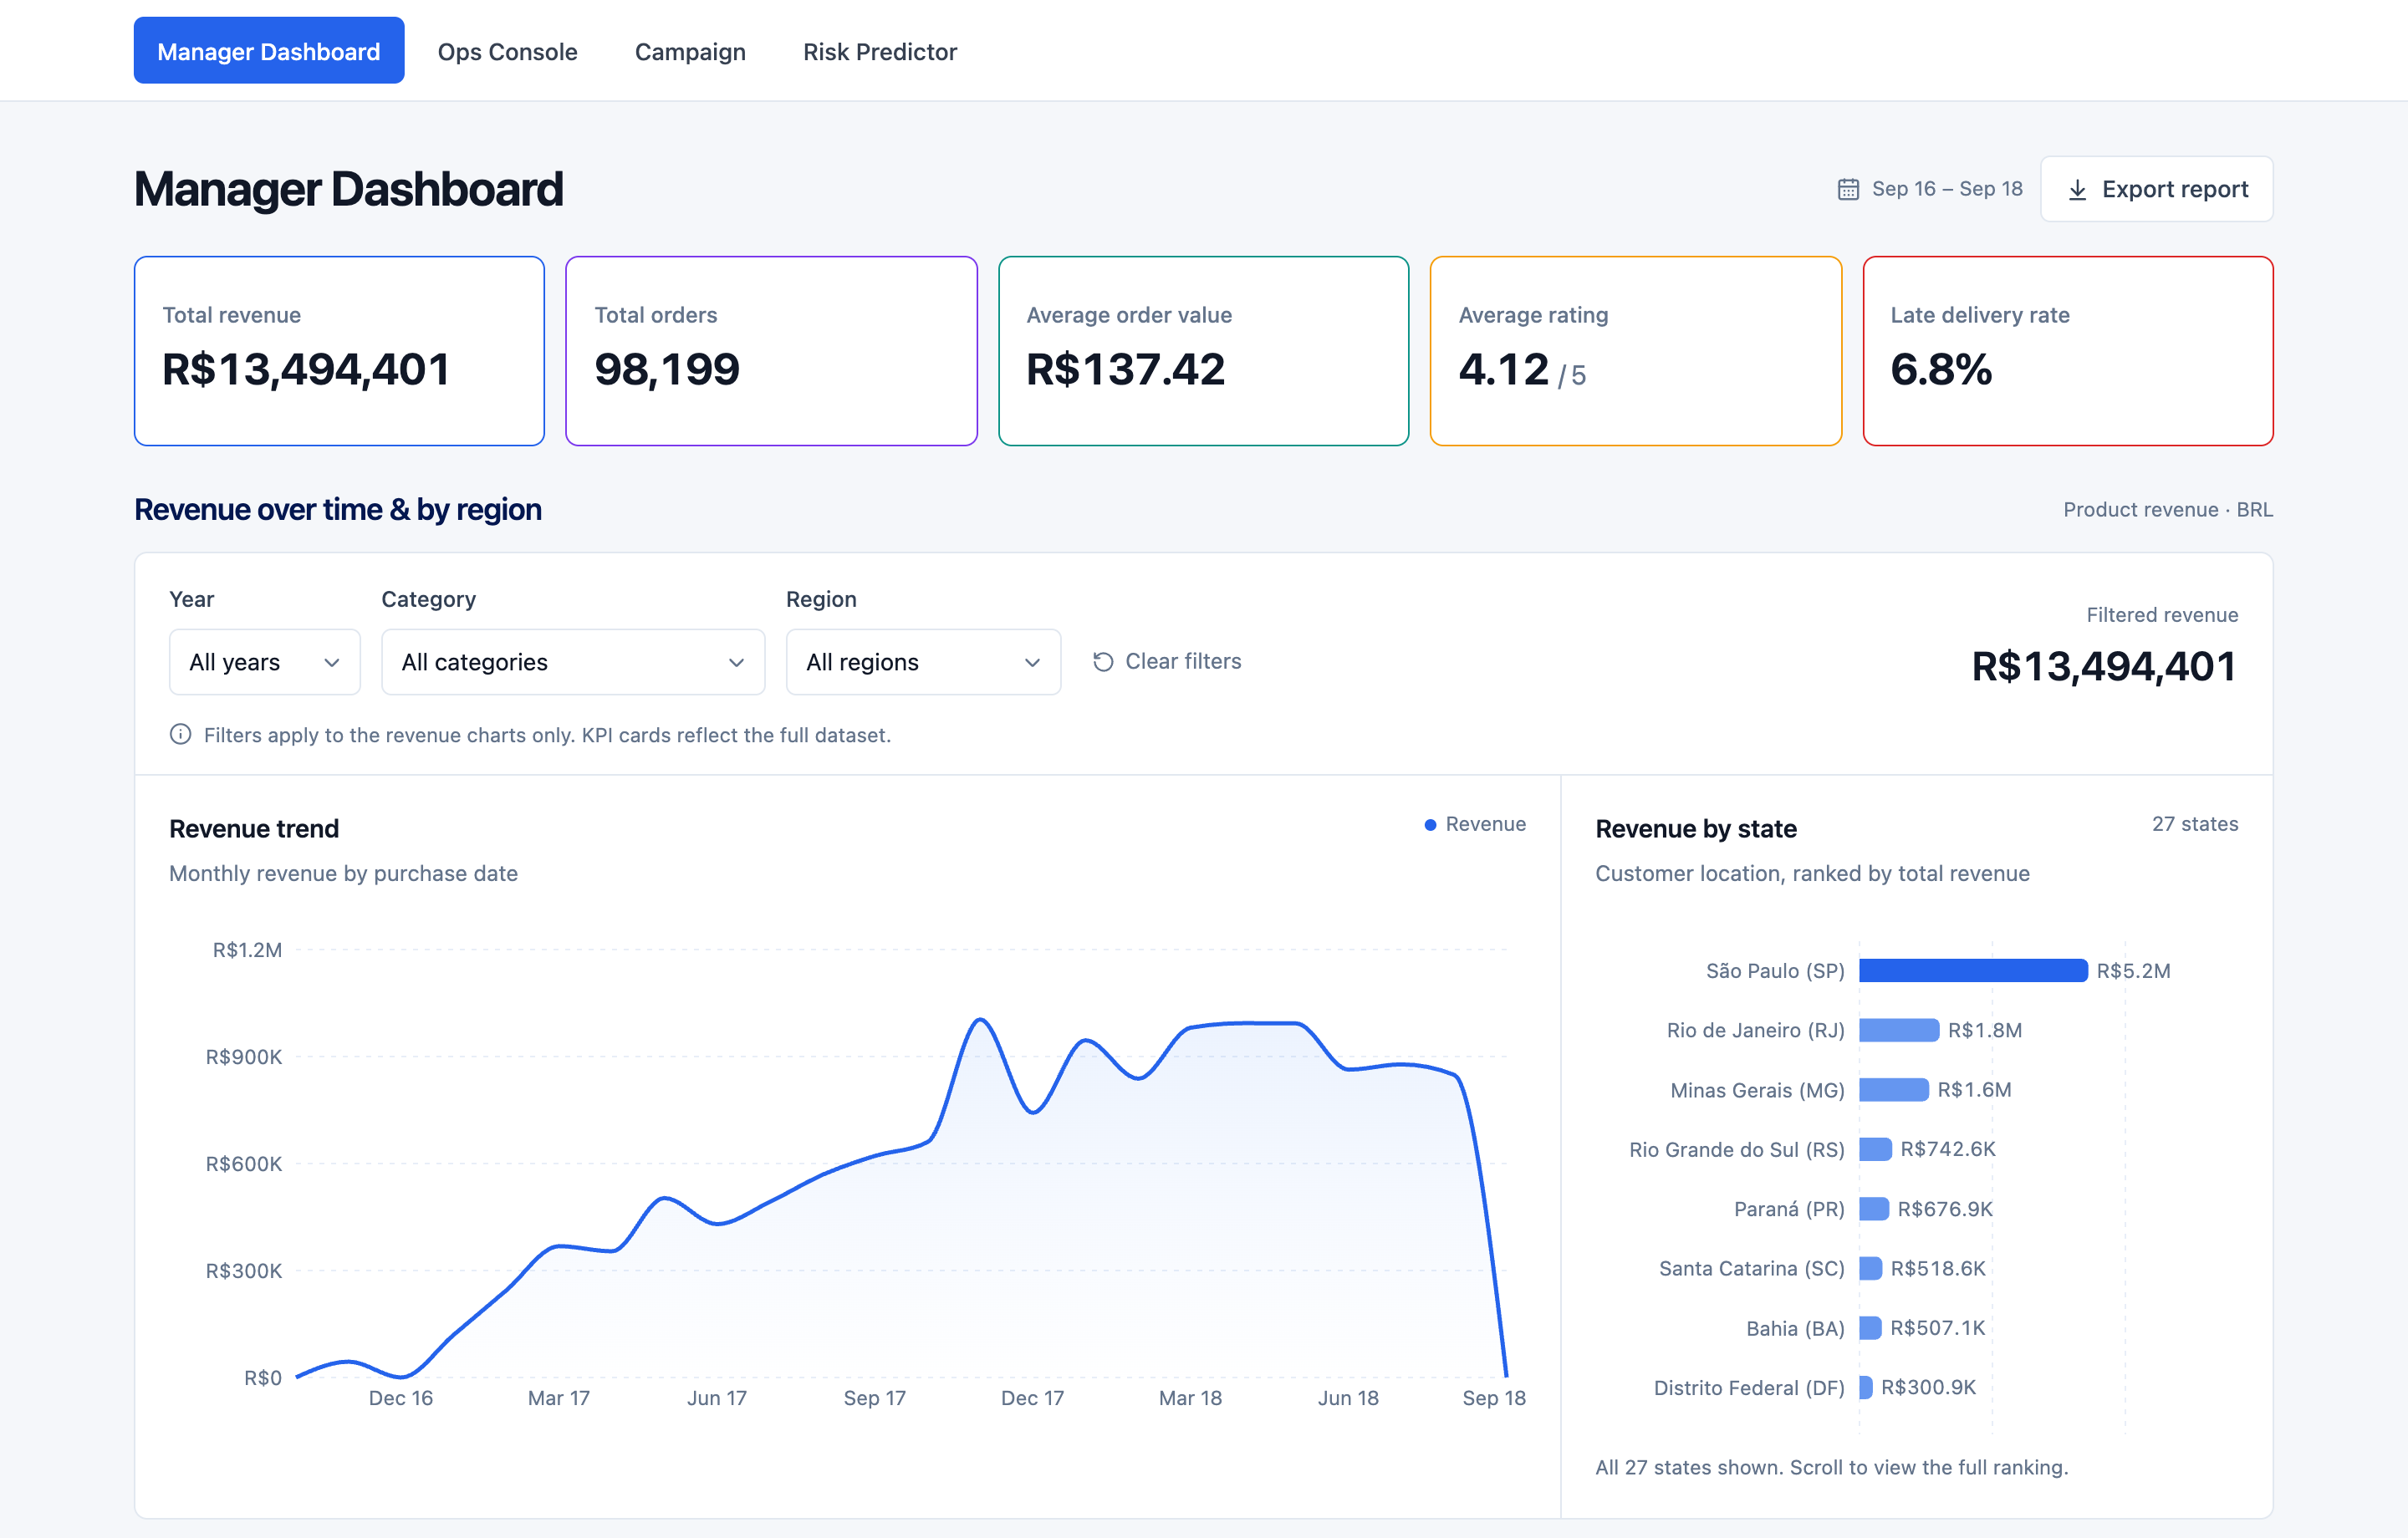 Manager Dashboard
Ops Console
Campaign
Risk Predictor
Manager Dashboard
Sep 16 – Sep 18
Export report
Total revenue
R$13,494,401
Total orders
98,199
Average order value
R$137.42
Average rating
4.12 / 5
Late delivery rate
6.8%
Revenue over time & by region
Product revenue · BRL
Year
All years
Category
All categories
Region
All regions
Clear filters
Filtered revenue
R$13,494,401
Filters apply to the revenue charts only. KPI cards reflect the full dataset.
Revenue trend
Revenue
Monthly revenue by purchase date
R$1.2M
R$900K
R$600K
R$300K
R$0
Dec 16
Mar 17
Jun 17
Sep 17
Dec 17
Mar 18
Jun 18
Sep 18
Revenue by state
27 states
Customer location, ranked by total revenue
São Paulo (SP) R$5.2M
Rio de Janeiro (RJ) R$1.8M
Minas Gerais (MG) R$1.6M
Rio Grande do Sul (RS) R$742.6K
Paraná (PR) R$676.9K
Santa Catarina (SC) R$518.6K
Bahia (BA) R$507.1K
Distrito Federal (DF) R$300.9K
All 27 states shown. Scroll to view the full ranking.